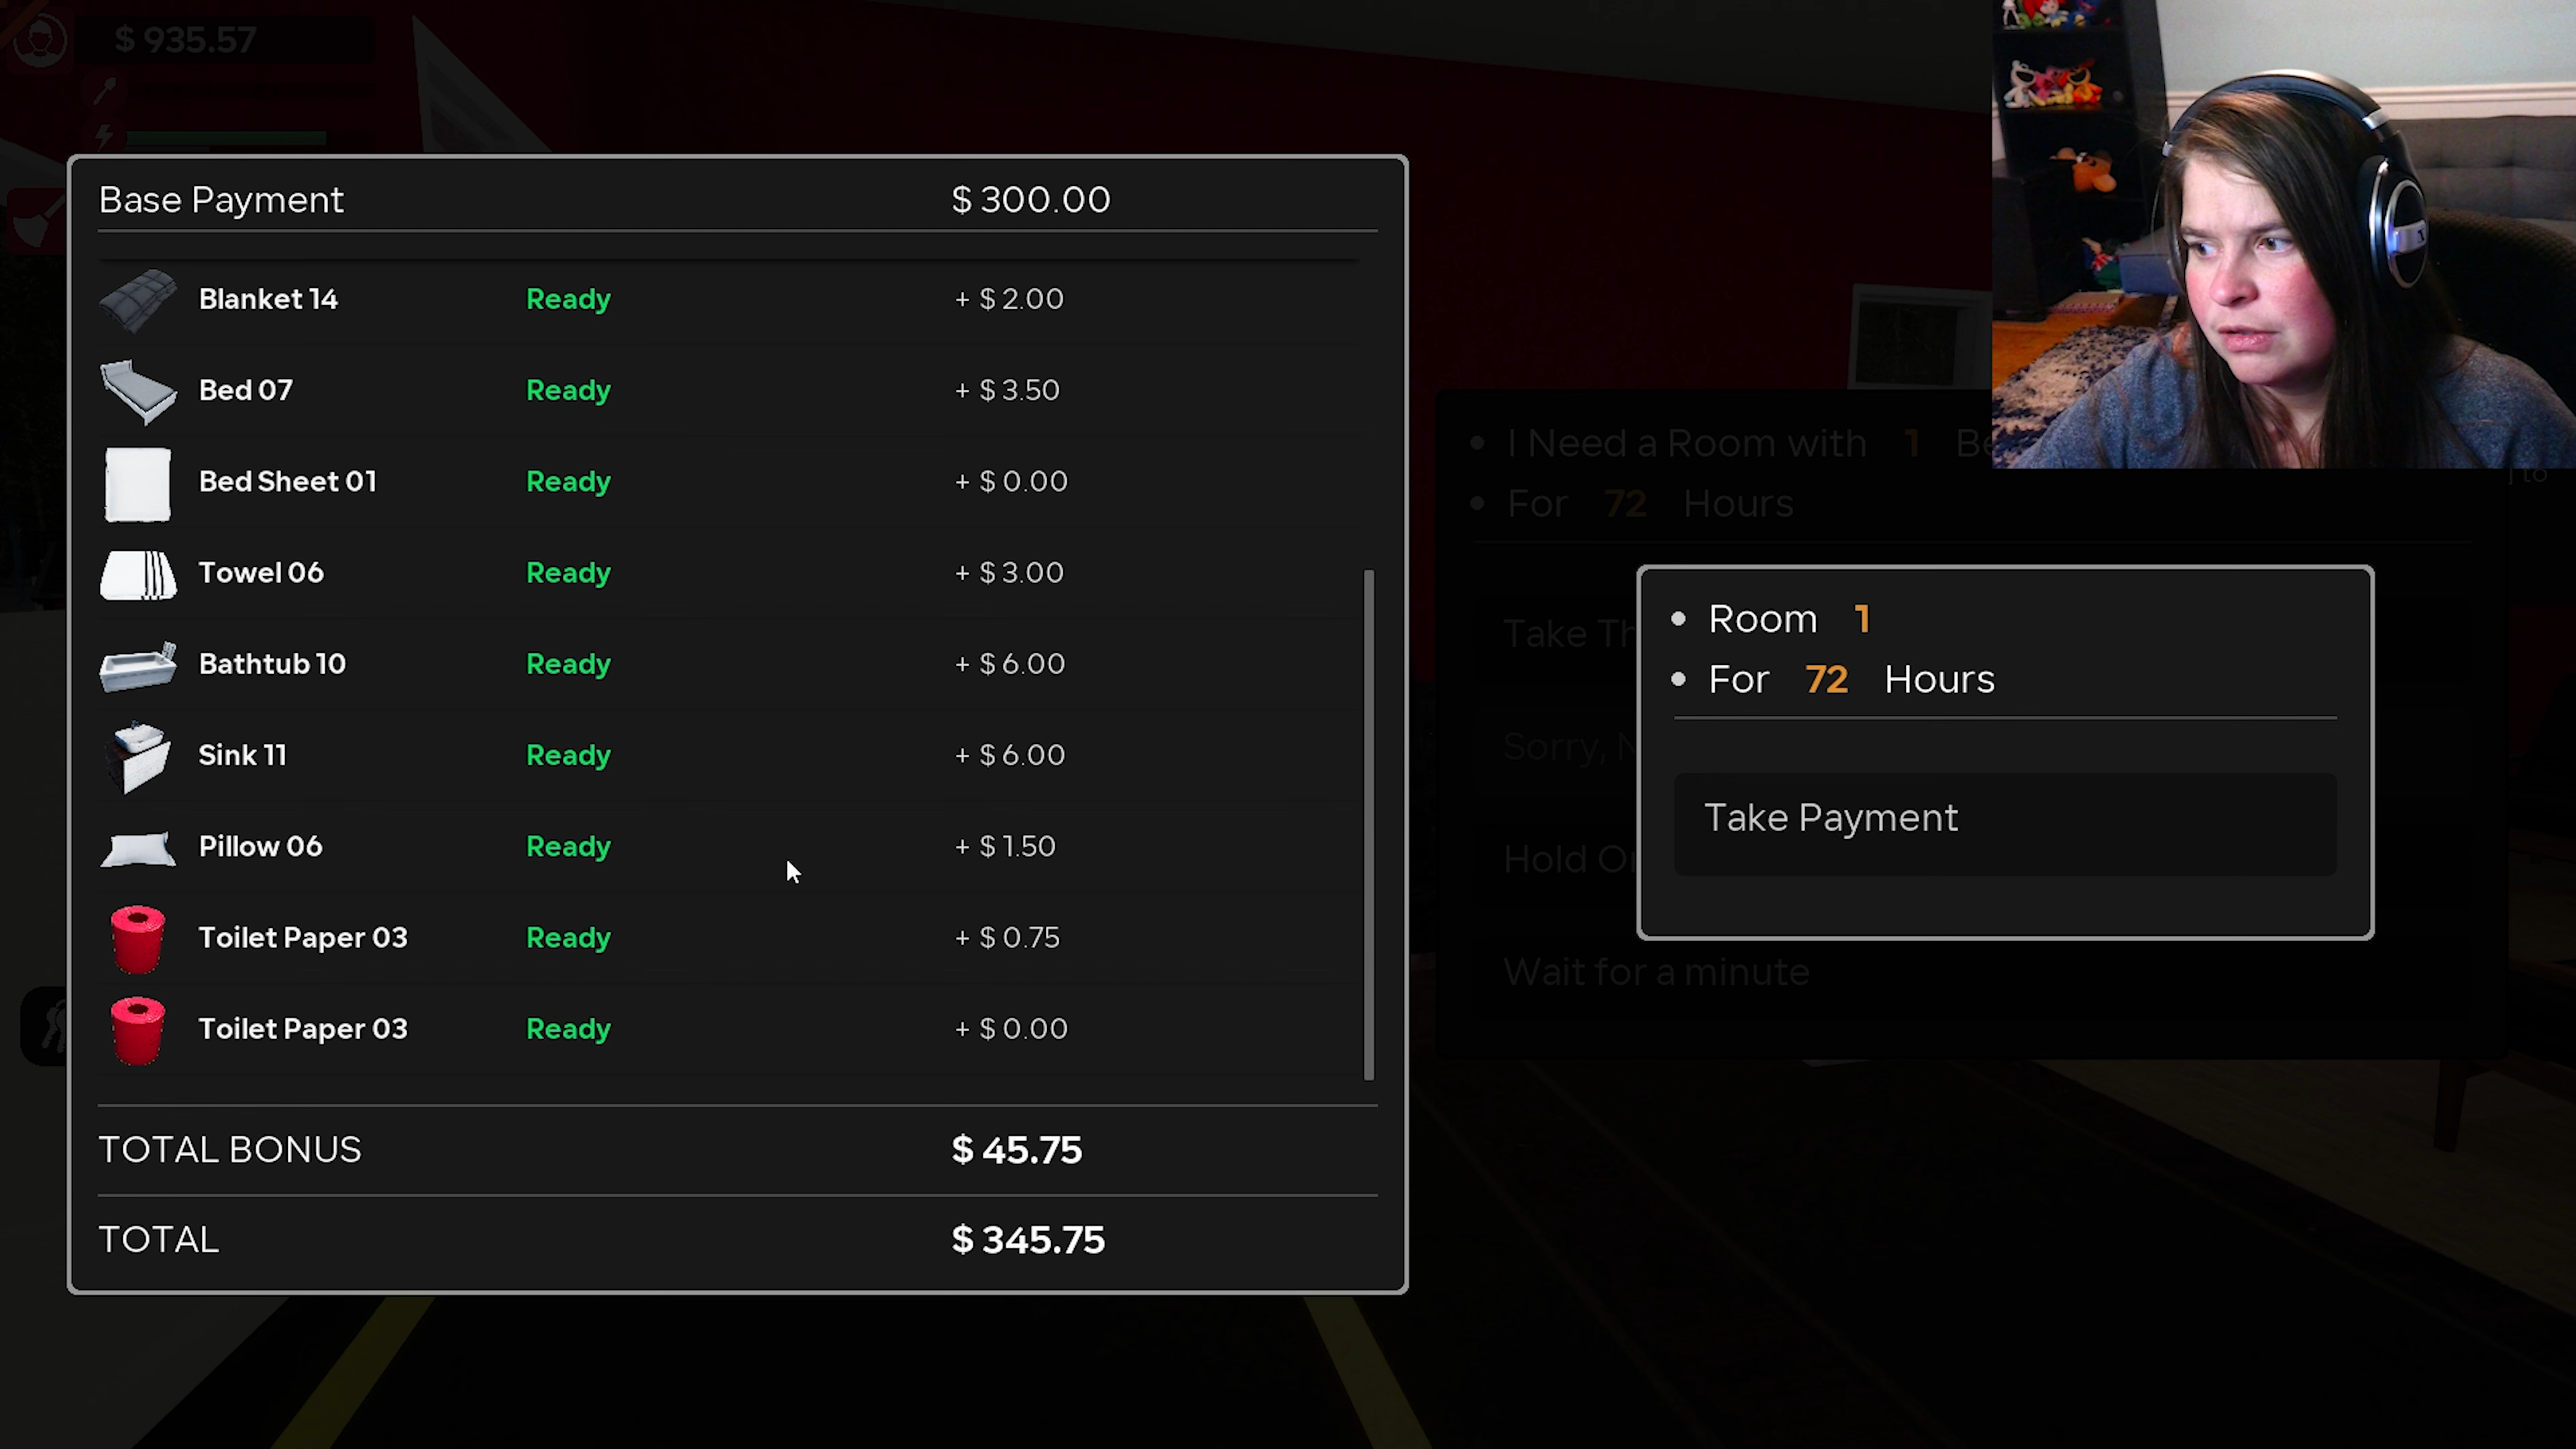 $ 935.57
Base Payment $ 300.00
Blanket 14 Ready + $ 2.00
Bed 07 Ready + $ 3.50
Bed Sheet 01 Ready + $ 0.00
Towel 06 Ready + $ 3.00
Bathtub 10 Ready + $ 6.00
Sink 11 Ready + $ 6.00
Pillow 06 Ready + $ 1.50
Toilet Paper 03 Ready + $ 0.75
Toilet Paper 03 Ready + $ 0.00
TOTAL BONUS $ 45.75
TOTAL $ 345.75
I Need a Room with 1
For 72 Hours
to
Take
Sorry,
Hold
Wait for a minute
Room 1
For 72 Hours
Take Payment